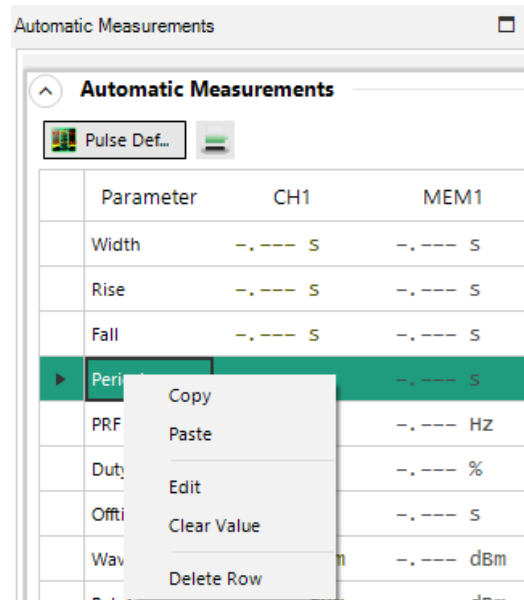 Automatic Measurements
Automatic Measurements
Pulse Def...
Parameter CH1 MEM1
Width -.--- s -.--- s
Rise -.--- s -.--- s
Fall -.--- s -.--- s
-.--- s
PRF -.--- Hz
-.--- %
-.--- s
-.--- dBm
Copy
Paste
Edit
Clear Value
Delete Row